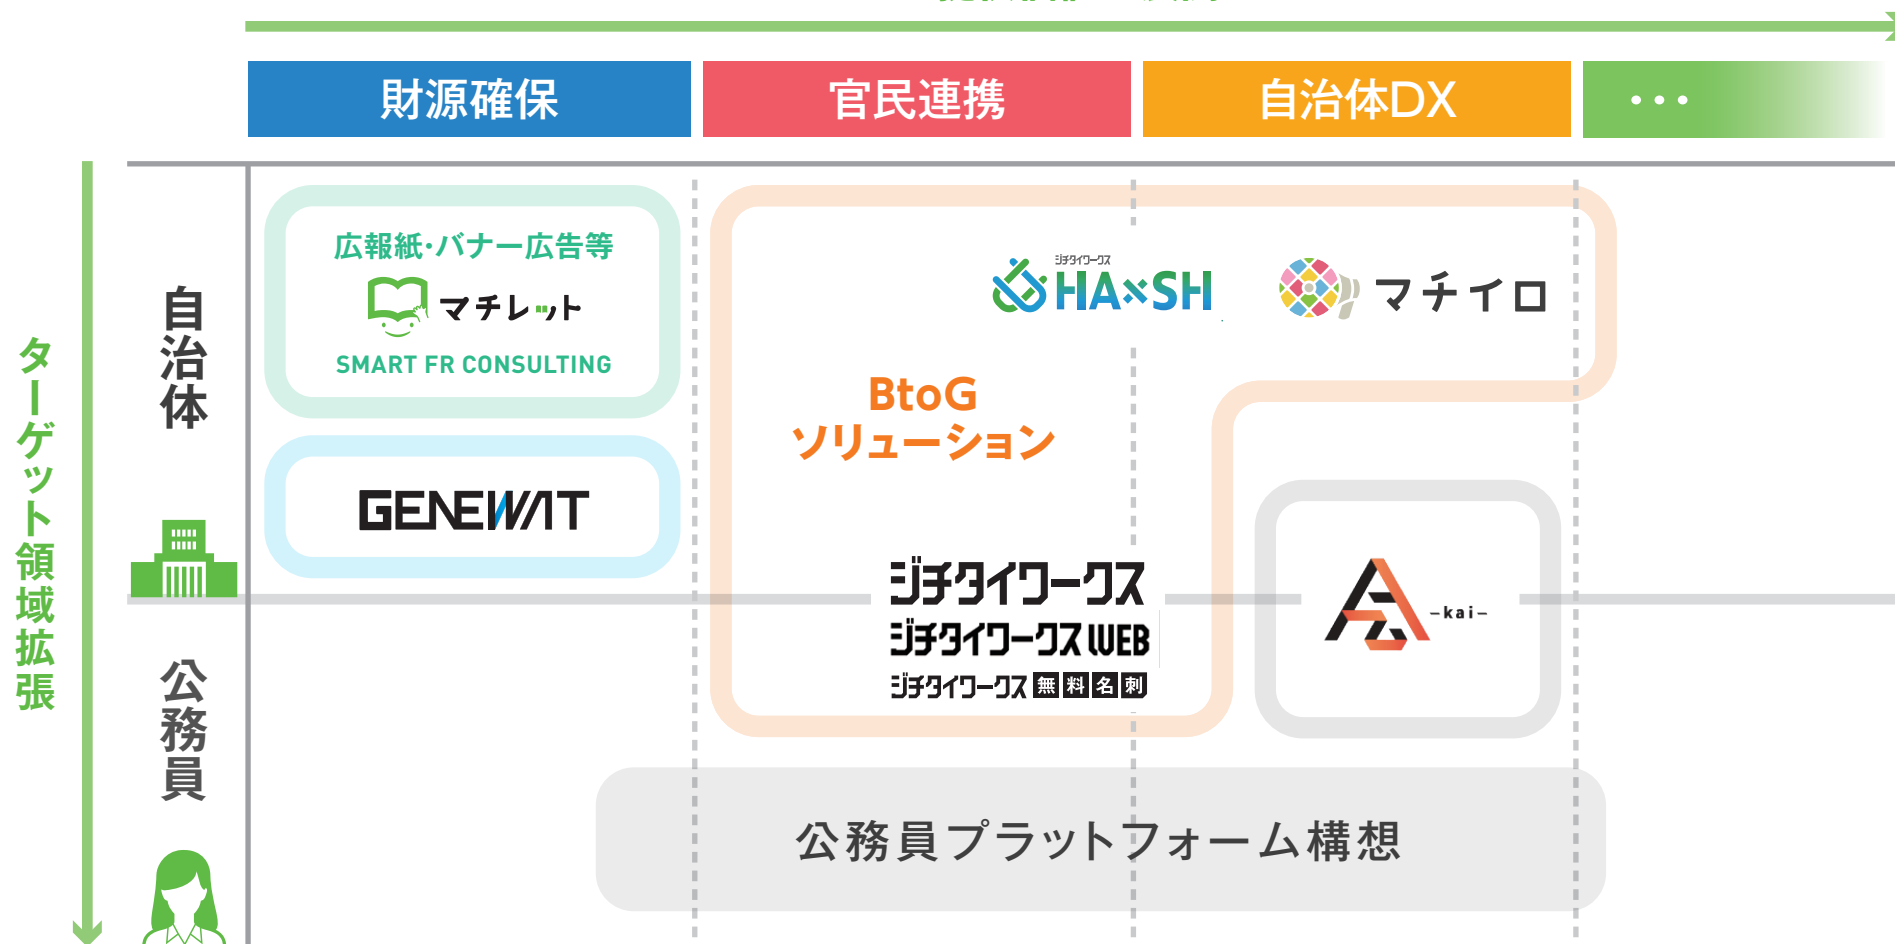 財源確保
官民連携
自治体DX
...
ターゲット領域拡張
自治体
公務員
広報紙・バナー広告等
マチレット
SMART FR CONSULTING
GENEWAT
ジチタイワークス
HA×SH
マチイロ
BtoG
ソリューション
ジチタイワークス
ジチタイワークス WEB
ジチタイワークス 無料名刺
-kai-
公務員プラットフォーム構想